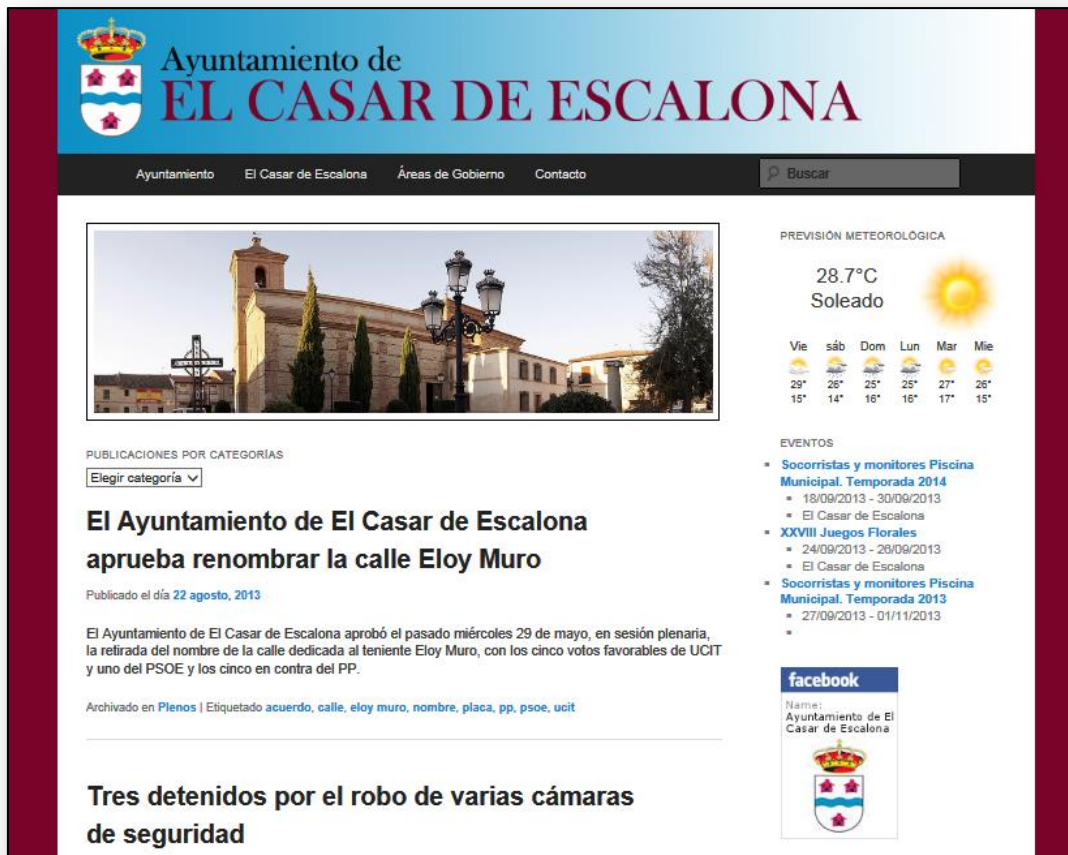 Ayuntamiento de
EL CASAR DE ESCALONA
Ayuntamiento El Casar de Escalona Áreas de Gobierno Contacto Buscar
PUBLICACIONES POR CATEGORÍAS
Elegir categoría
El Ayuntamiento de El Casar de Escalona
aprueba renombrar la calle Eloy Muro
Publicado el día 22 agosto, 2013
El Ayuntamiento de El Casar de Escalona aprobó el pasado miércoles 29 de mayo, en sesión plenaria,
la retirada del nombre de la calle dedicada al teniente Eloy Muro, con los cinco votos favorables de UCIT
y uno del PSOE y los cinco en contra del PP.
Archivado en Plenos | Etiquetado acuerdo, calle, eloy muro, nombre, placa, pp, psoe, ucit
Tres detenidos por el robo de varias cámaras
de seguridad
PREVISIÓN METEOROLÓGICA
28.7°C
Soleado
Vie sáb Dom Lun Mar Mie
29° 26° 25° 25° 27° 26°
15° 14° 16° 16° 17° 15°
EVENTOS
Socorristas y monitores Piscina
Municipal. Temporada 2014
18/09/2013 - 30/09/2013
El Casar de Escalona
XXVIII Juegos Florales
24/09/2013 - 26/09/2013
El Casar de Escalona
Socorristas y monitores Piscina
Municipal. Temporada 2013
27/09/2013 - 01/11/2013
facebook
Name:
Ayuntamiento de El
Casar de Escalona